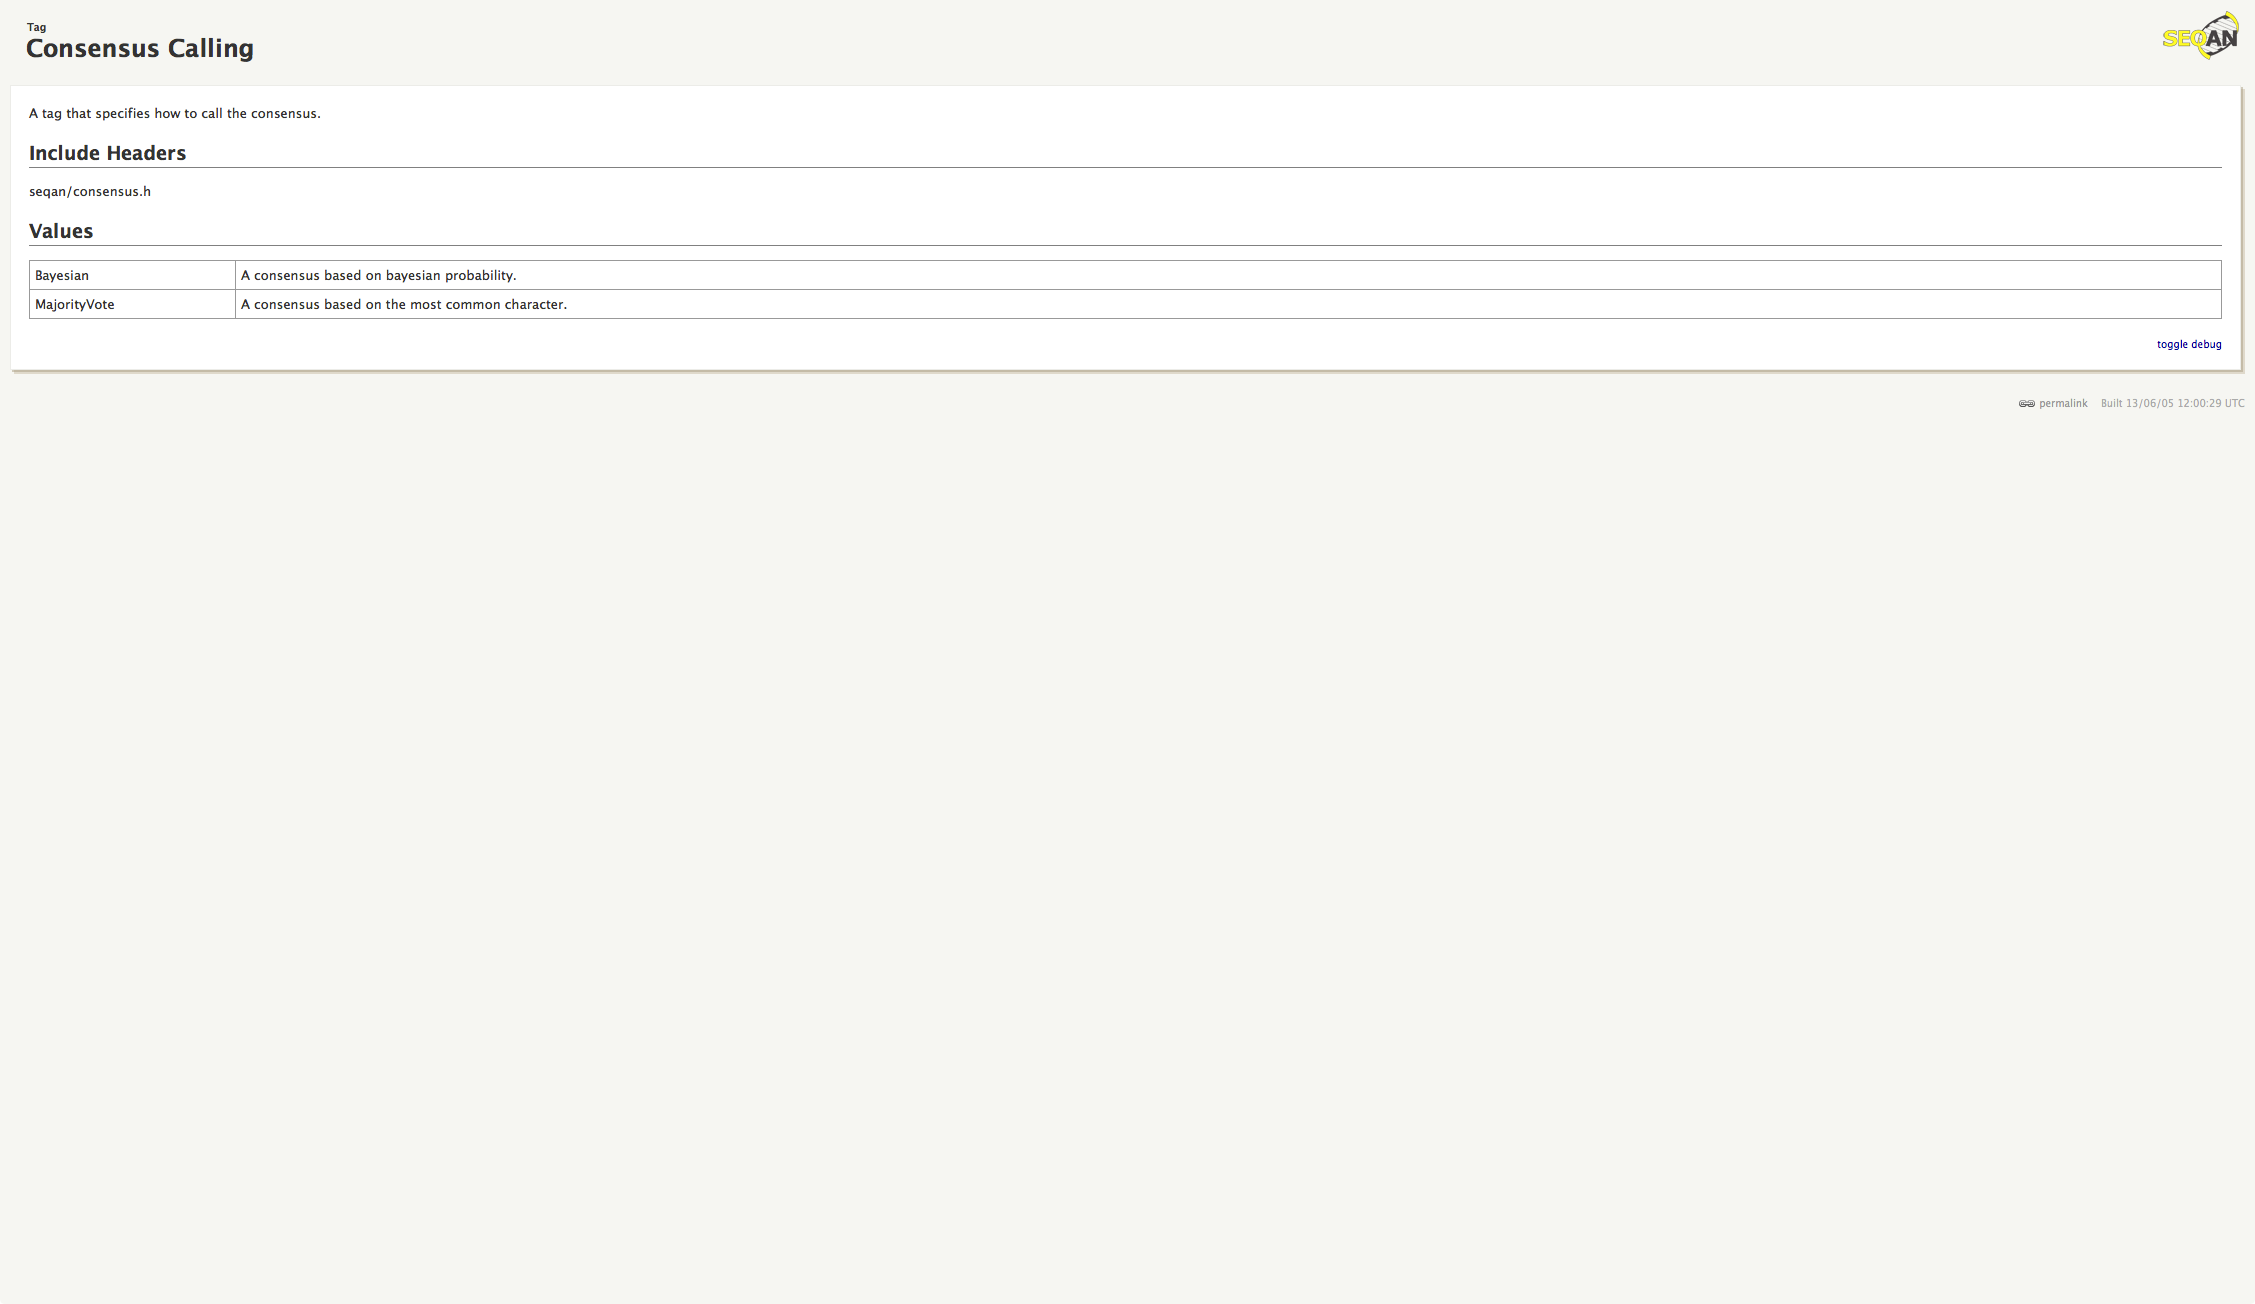 Tag
Consensus Calling
SEQAN
A tag that specifies how to call the consensus.
Include Headers
seqan/consensus.h
Values
Bayesian A consensus based on bayesian probability.
MajorityVote A consensus based on the most common character.
toggle debug
permalink Built 13/06/05 12:00:29 UTC